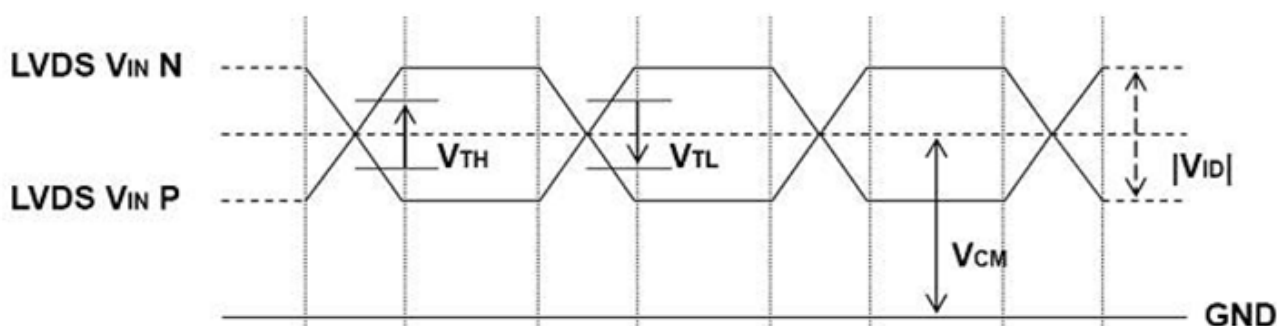 LVDS VIN N
VTH
VTL
|VID|
LVDS VIN P
VCM
GND